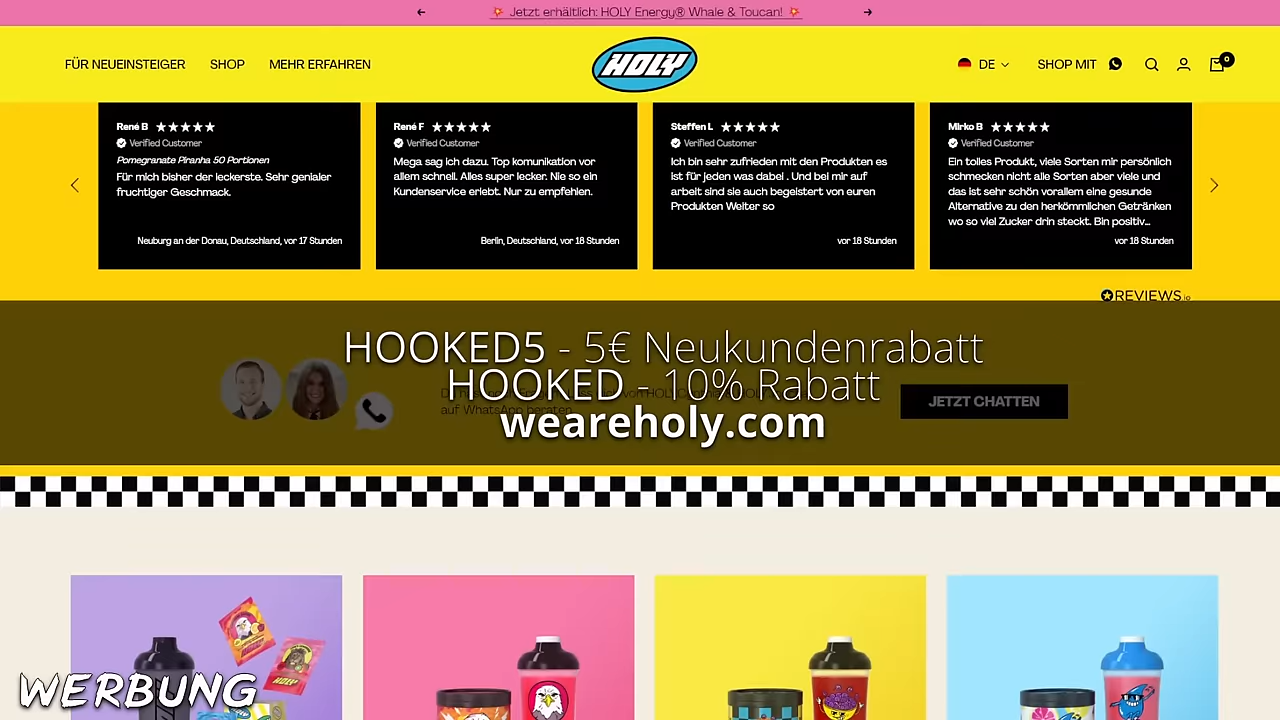 💥 Jetzt erhältlich: HOLY Energy® Whale & Toucan! 💥
FÜR NEUEINSTEIGER SHOP MEHR ERFAHREN
HOLY
DE SHOP MIT 0
René B ★★★★★
Verified Customer
Pomegranate Piranha 50 Portionen
Für mich bisher der leckerste. Sehr genialer
fruchtiger Geschmack.
Neuburg an der Donau, Deutschland, vor 17 Stunden
René F ★★★★★
Verified Customer
Mega sag ich dazu. Top komunikation vor
allem schnell. Alles super lecker. Nie so ein
Kundenservice erlebt. Nur zu empfehlen.
Berlin, Deutschland, vor 18 Stunden
Steffen L ★★★★★
Verified Customer
Ich bin sehr zufrieden mit den Produkten es
ist für jeden was dabei . Und bei mir auf
arbeit sind sie auch begeistert von euren
Produkten Weiter so
vor 18 Stunden
Mirko B ★★★★★
Verified Customer
Ein tolles Produkt, viele Sorten mir persönlich
schmecken nicht alle Sorten aber viele und
das ist sehr schön vorallem eine gesunde
Alternative zu den herkömmlichen Getränken
wo so viel Zucker drin steckt. Bin positiv...
vor 18 Stunden
REVIEWS.io
HOOKED5 - 5€ Neukundenrabatt
HOOKED - 10% Rabatt
auf WhatsApp beraten
JETZT CHATTEN
weareholy.com
HOLY
WERBUNG